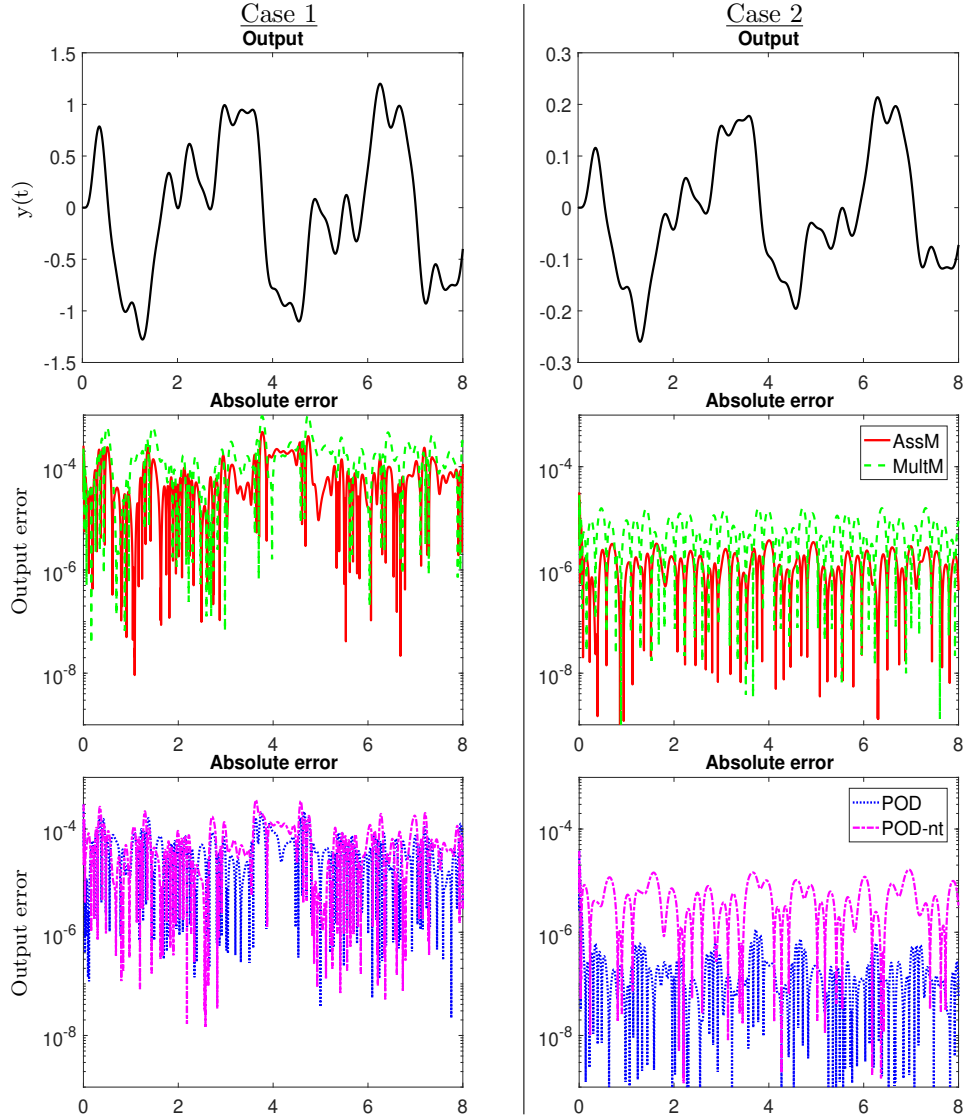 Case 1
Case 2
Output
Output
1.5
1
0.5
0
-0.5
-1
-1.5
y(t)
0 2 4 6 8
0.3
0.2
0.1
0
-0.1
-0.2
-0.3
0 2 4 6 8
Absolute error
Absolute error
Output error
10^-4
10^-6
10^-8
0 2 4 6 8
AssM
MultM
10^-4
10^-6
10^-8
0 2 4 6 8
Absolute error
Absolute error
Output error
10^-4
10^-6
10^-8
0 2 4 6 8
POD
POD-nt
10^-4
10^-6
10^-8
0 2 4 6 8